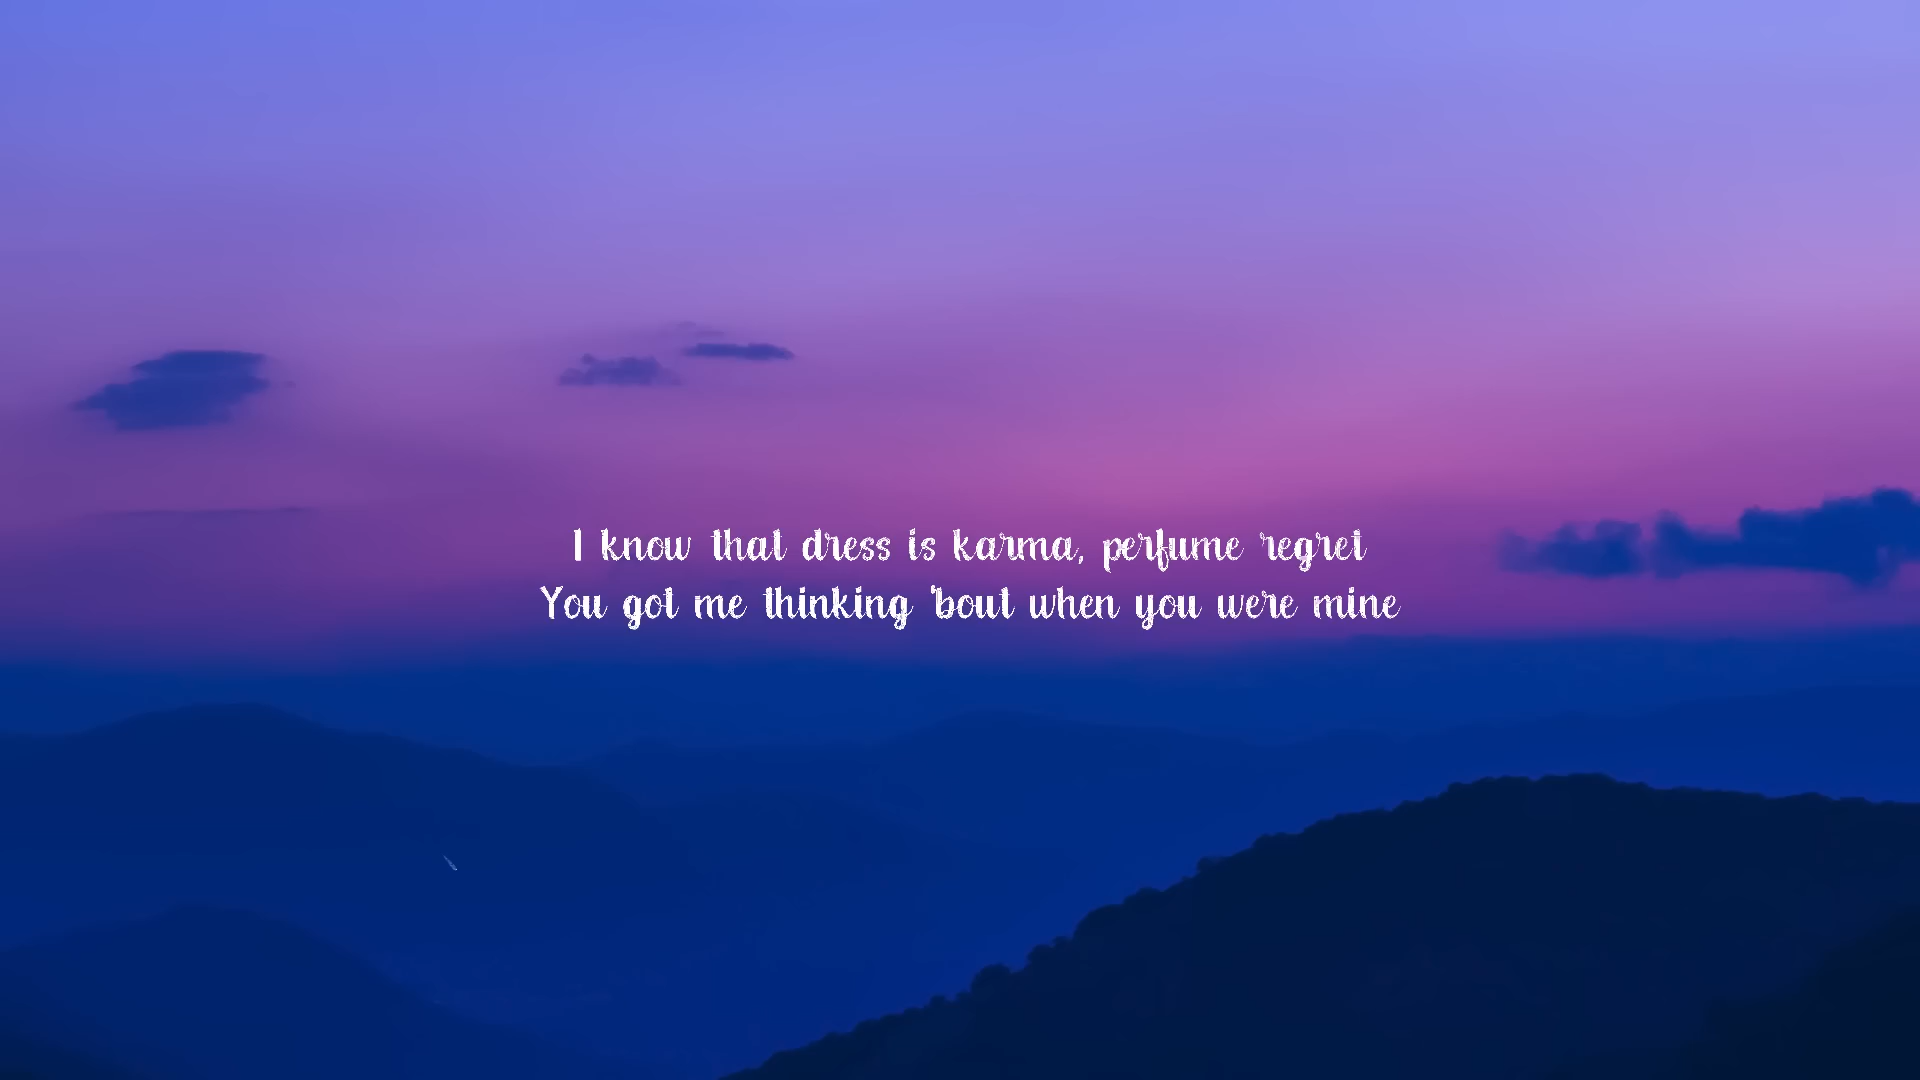 I know that dress is karma, perfume regret
You got me thinking 'bout when you were mine